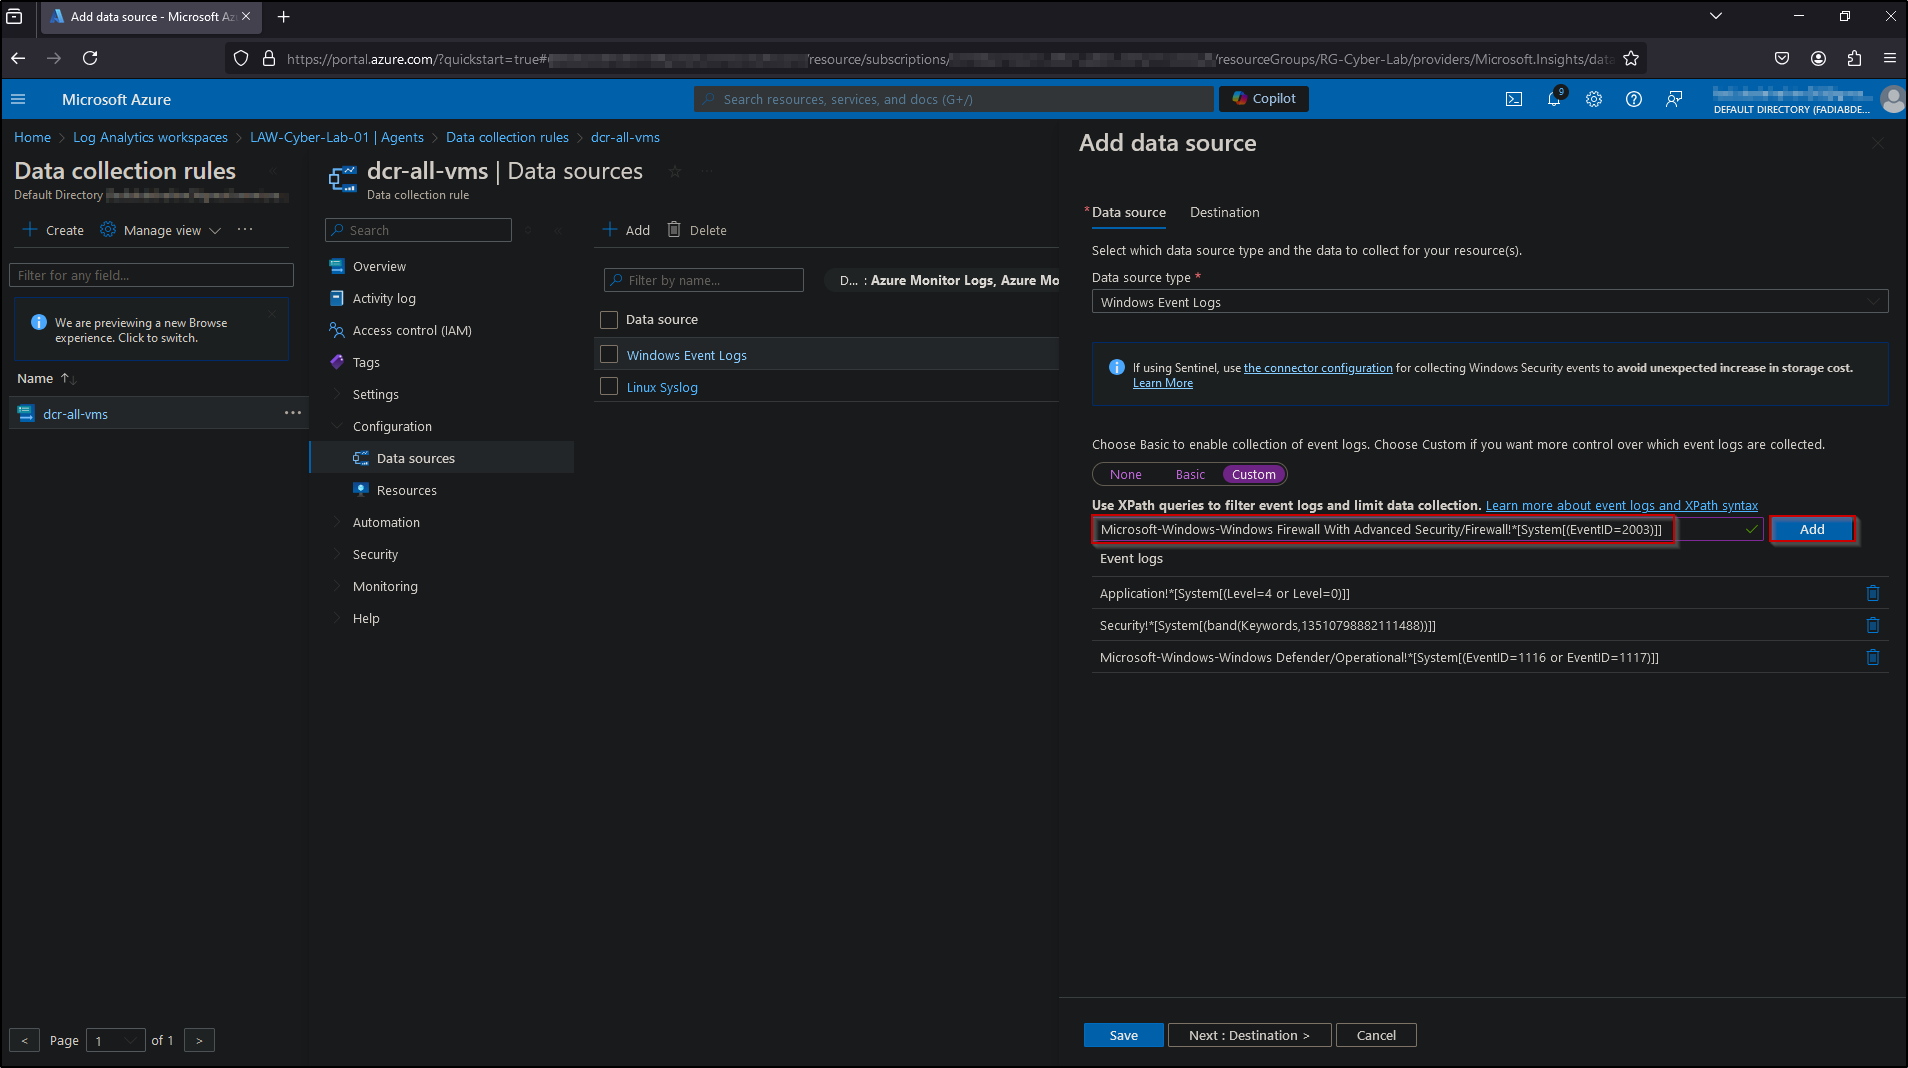 Add data source - Microsoft Az
https://portal.azure.com/?quickstart=true# /resource/subscriptions/ /resourceGroups/RG-Cyber-Lab/providers/Microsoft.Insights/data
Microsoft Azure
Search resources, services, and docs (G+/)
Copilot
9
DEFAULT DIRECTORY (FADIABDE...
Home > Log Analytics workspaces > LAW-Cyber-Lab-01 | Agents > Data collection rules > dcr-all-vms
Data collection rules
Default Directory
Create
Manage view
...
Filter for any field...
We are previewing a new Browse
experience. Click to switch.
Name
dcr-all-vms
...
< Page 1 of 1 >
dcr-all-vms | Data sources
Data collection rule
Search
Overview
Activity log
Access control (IAM)
Tags
Settings
Configuration
Data sources
Resources
Automation
Security
Monitoring
Help
Add
Delete
Filter by name...
D... : Azure Monitor Logs, Azure Mo
Data source
Windows Event Logs
Linux Syslog
Add data source
* Data source
Destination
Select which data source type and the data to collect for your resource(s).
Data source type *
Windows Event Logs
If using Sentinel, use the connector configuration for collecting Windows Security events to avoid unexpected increase in storage cost.
Learn More
Choose Basic to enable collection of event logs. Choose Custom if you want more control over which event logs are collected.
None Basic Custom
Use XPath queries to filter event logs and limit data collection. Learn more about event logs and XPath syntax
Microsoft-Windows-Windows Firewall With Advanced Security/Firewall!*[System[(EventID=2003)]]
Add
Event logs
Application!*[System[(Level=4 or Level=0)]]
Security!*[System[(band(Keywords,13510798882111488))]]
Microsoft-Windows-Windows Defender/Operational!*[System[(EventID=1116 or EventID=1117)]]
Save
Next : Destination >
Cancel